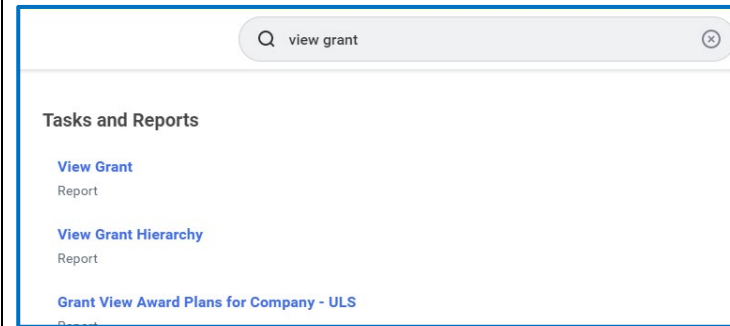 view grant
Tasks and Reports
View Grant
Report
View Grant Hierarchy
Report
Grant View Award Plans for Company - ULS
Report